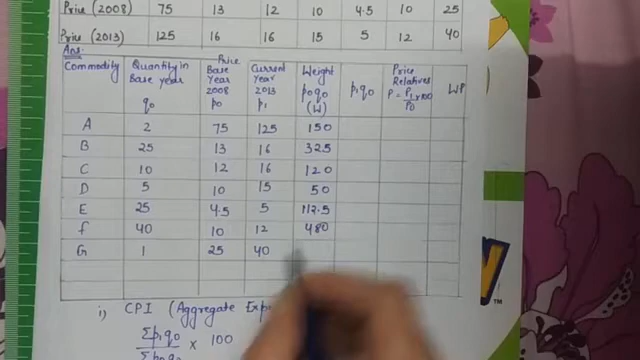 Price (2008) 75 13 12 10 4.5 10 25
Price (2013) 125 16 16 15 5 12 40
Ans:
Commodity Quantity in Base year q₀ Price Base Year 2008 p₀ Current Year 2013 p₁ Weight p₀q₀ (W) p₁q₀ Price Relatives P = P₁/P₀ x100 WP
A 2 75 125 150
B 25 13 16 325
C 10 12 16 120
D 5 10 15 50
E 25 4.5 5 112.5
f 40 10 12 480
G 1 25 40
i) CPI (Aggregate Exp
Σp₁q₀ / Σp₀q₀ x 100
TM